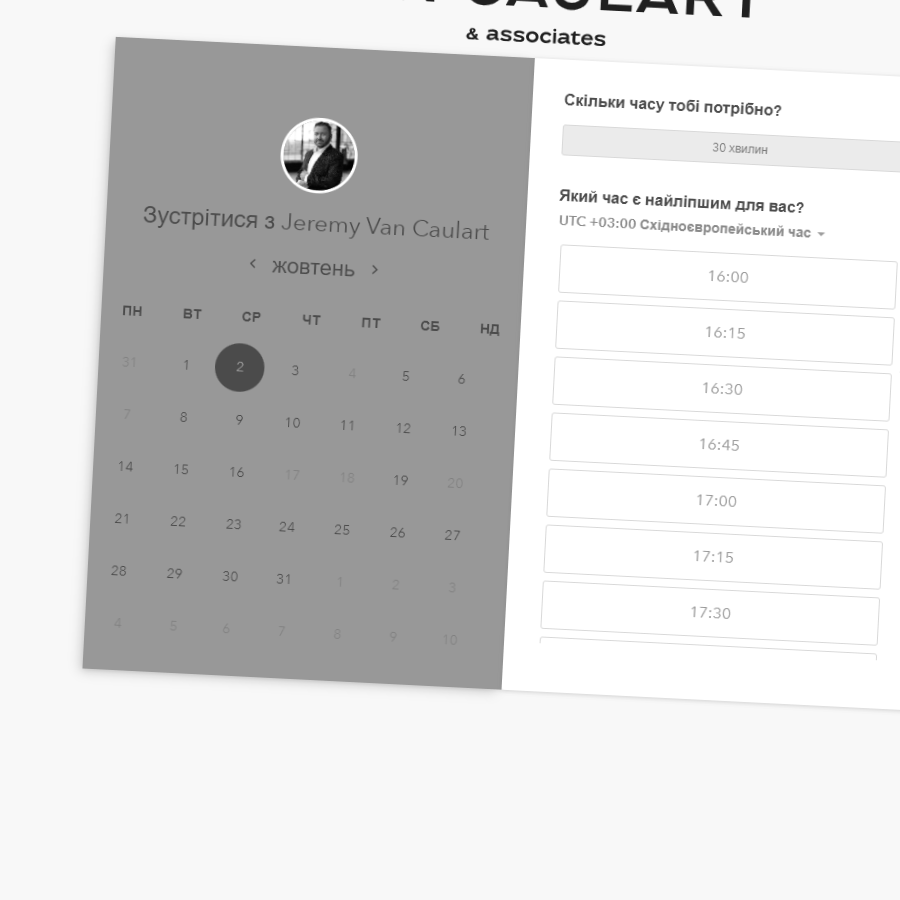 CAULART
& associates
Зустрітися з Jeremy Van Caulart
жовтень
ПН ВТ СР ЧТ ПТ СБ НД
31 1 2 3 4 5 6
7 8 9 10 11 12 13
14 15 16 17 18 19 20
21 22 23 24 25 26 27
28 29 30 31 1 2 3
4 5 6 7 8 9 10
Скільки часу тобі потрібно?
30 хвилин
Який час є найліпшим для вас?
UTC +03:00 Східноєвропейський час
16:00
16:15
16:30
16:45
17:00
17:15
17:30